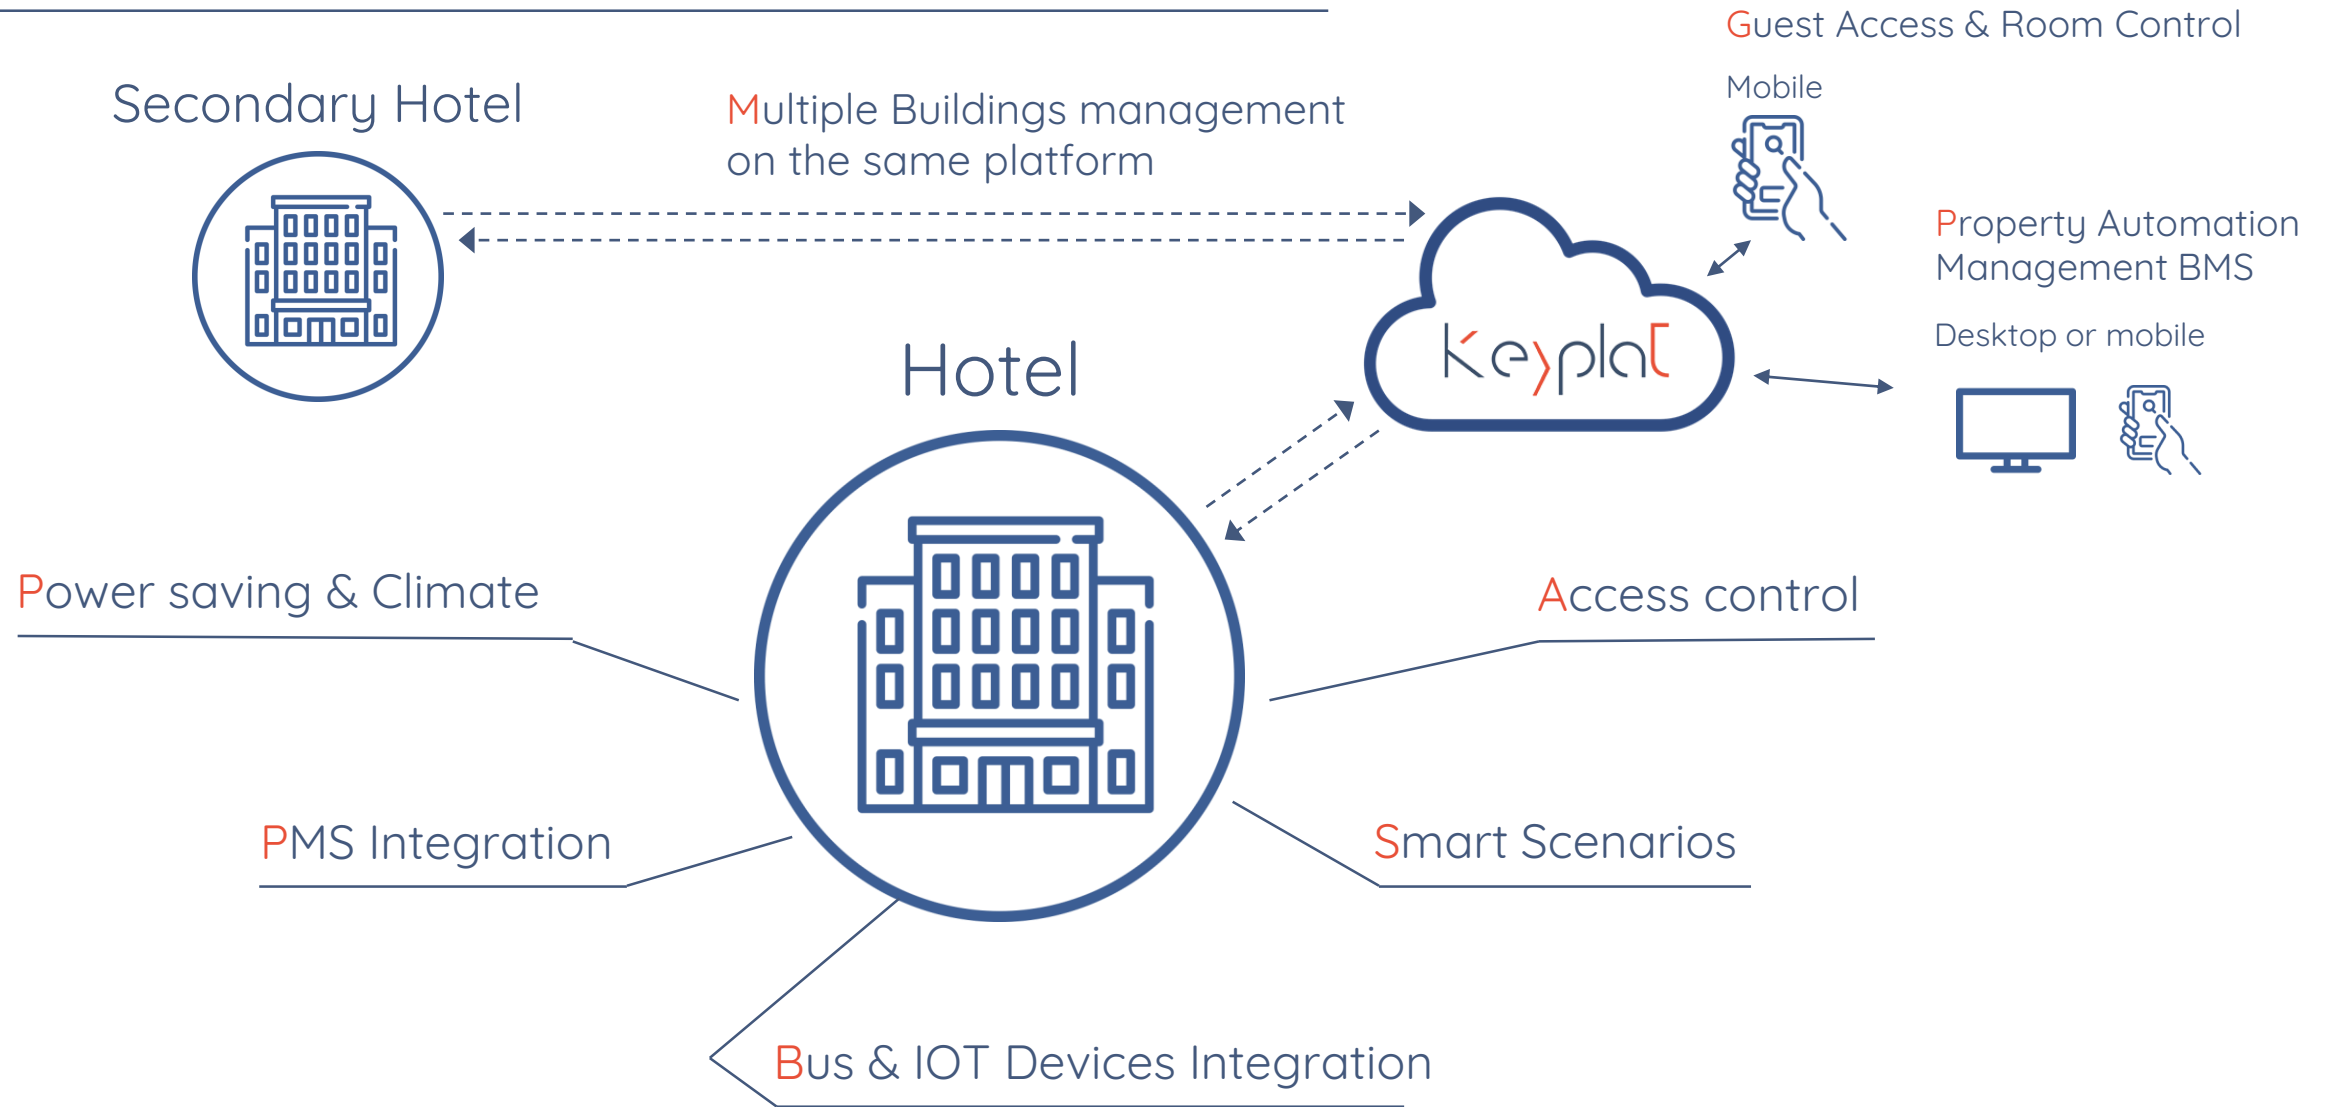 Guest Access & Room Control
Mobile
Secondary Hotel
Multiple Buildings management
on the same platform
Property Automation
Management BMS
Desktop or mobile
Keyplat
Hotel
Power saving & Climate
Access control
PMS Integration
Smart Scenarios
Bus & IOT Devices Integration